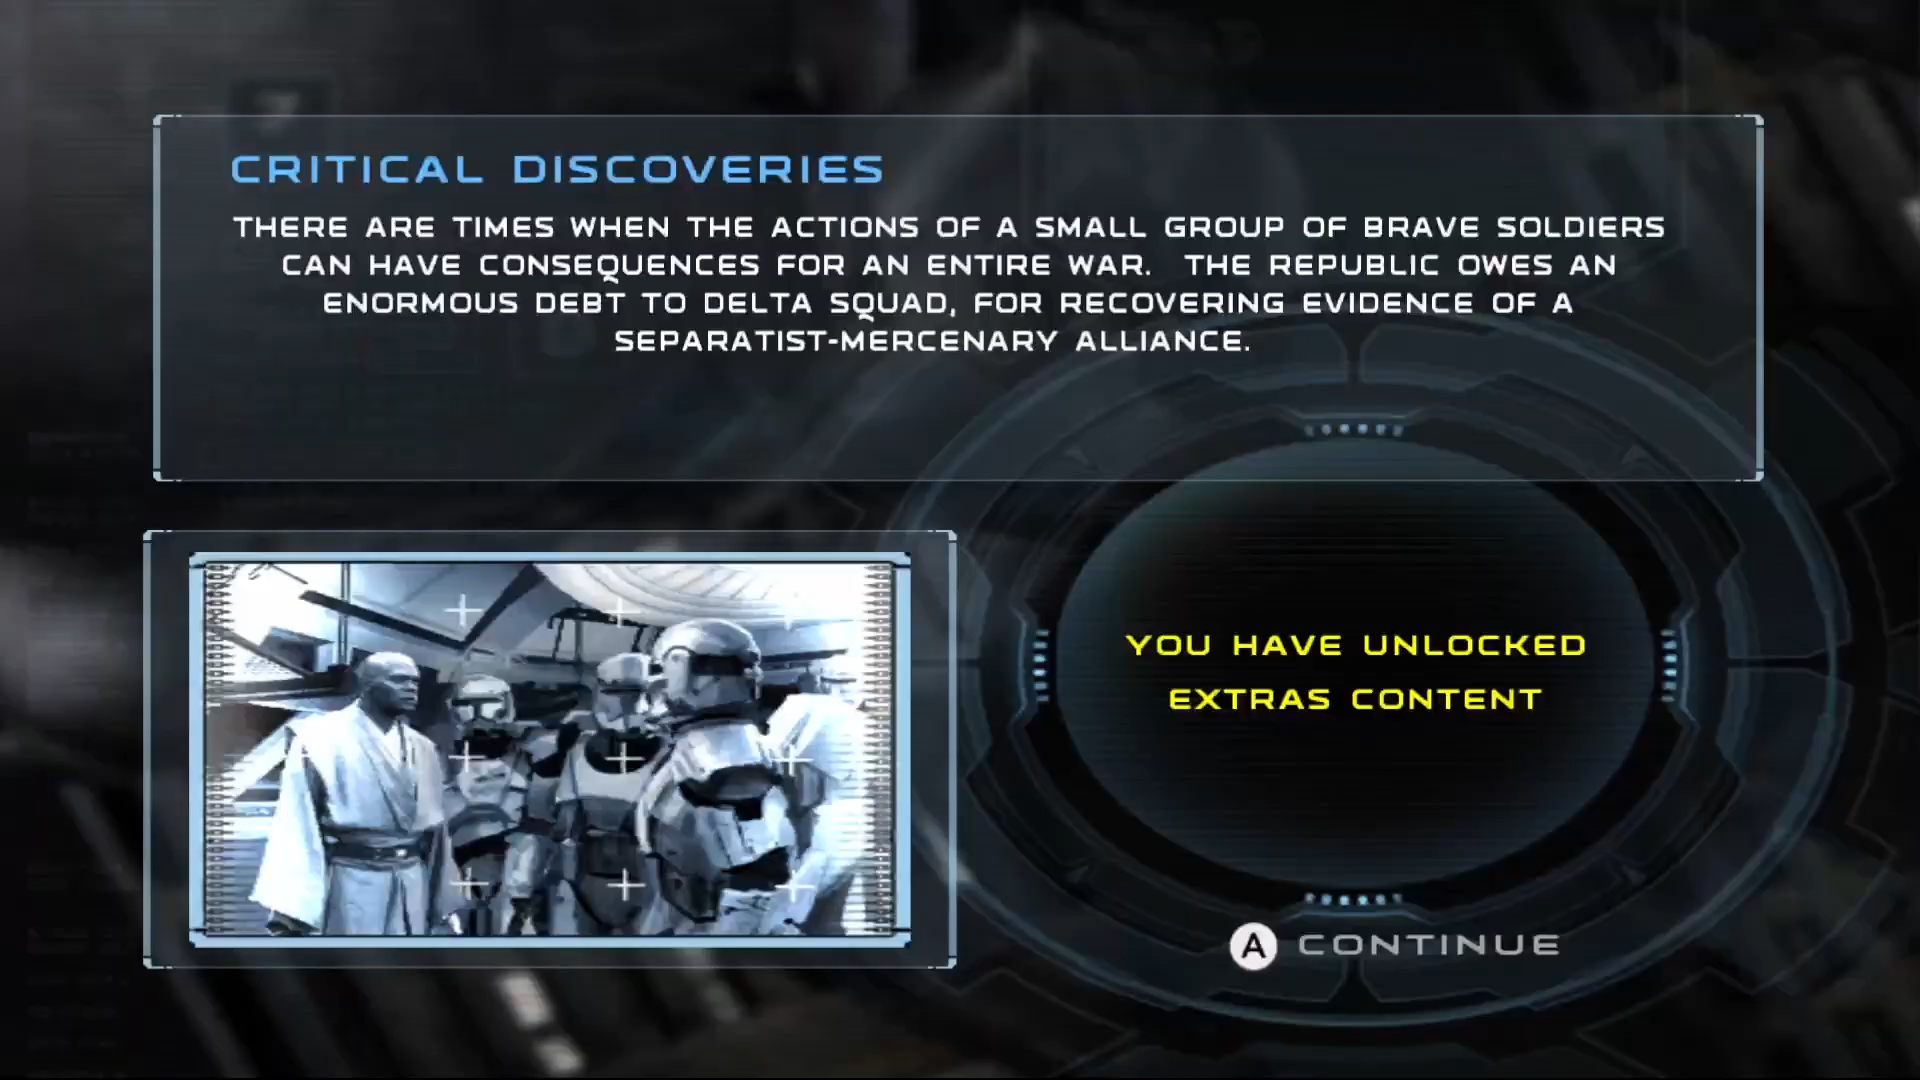 CRITICAL DISCOVERIES
THERE ARE TIMES WHEN THE ACTIONS OF A SMALL GROUP OF BRAVE SOLDIERS
CAN HAVE CONSEQUENCES FOR AN ENTIRE WAR. THE REPUBLIC OWES AN
ENORMOUS DEBT TO DELTA SQUAD, FOR RECOVERING EVIDENCE OF A
SEPARATIST-MERCENARY ALLIANCE.
YOU HAVE UNLOCKED
EXTRAS CONTENT
A CONTINUE